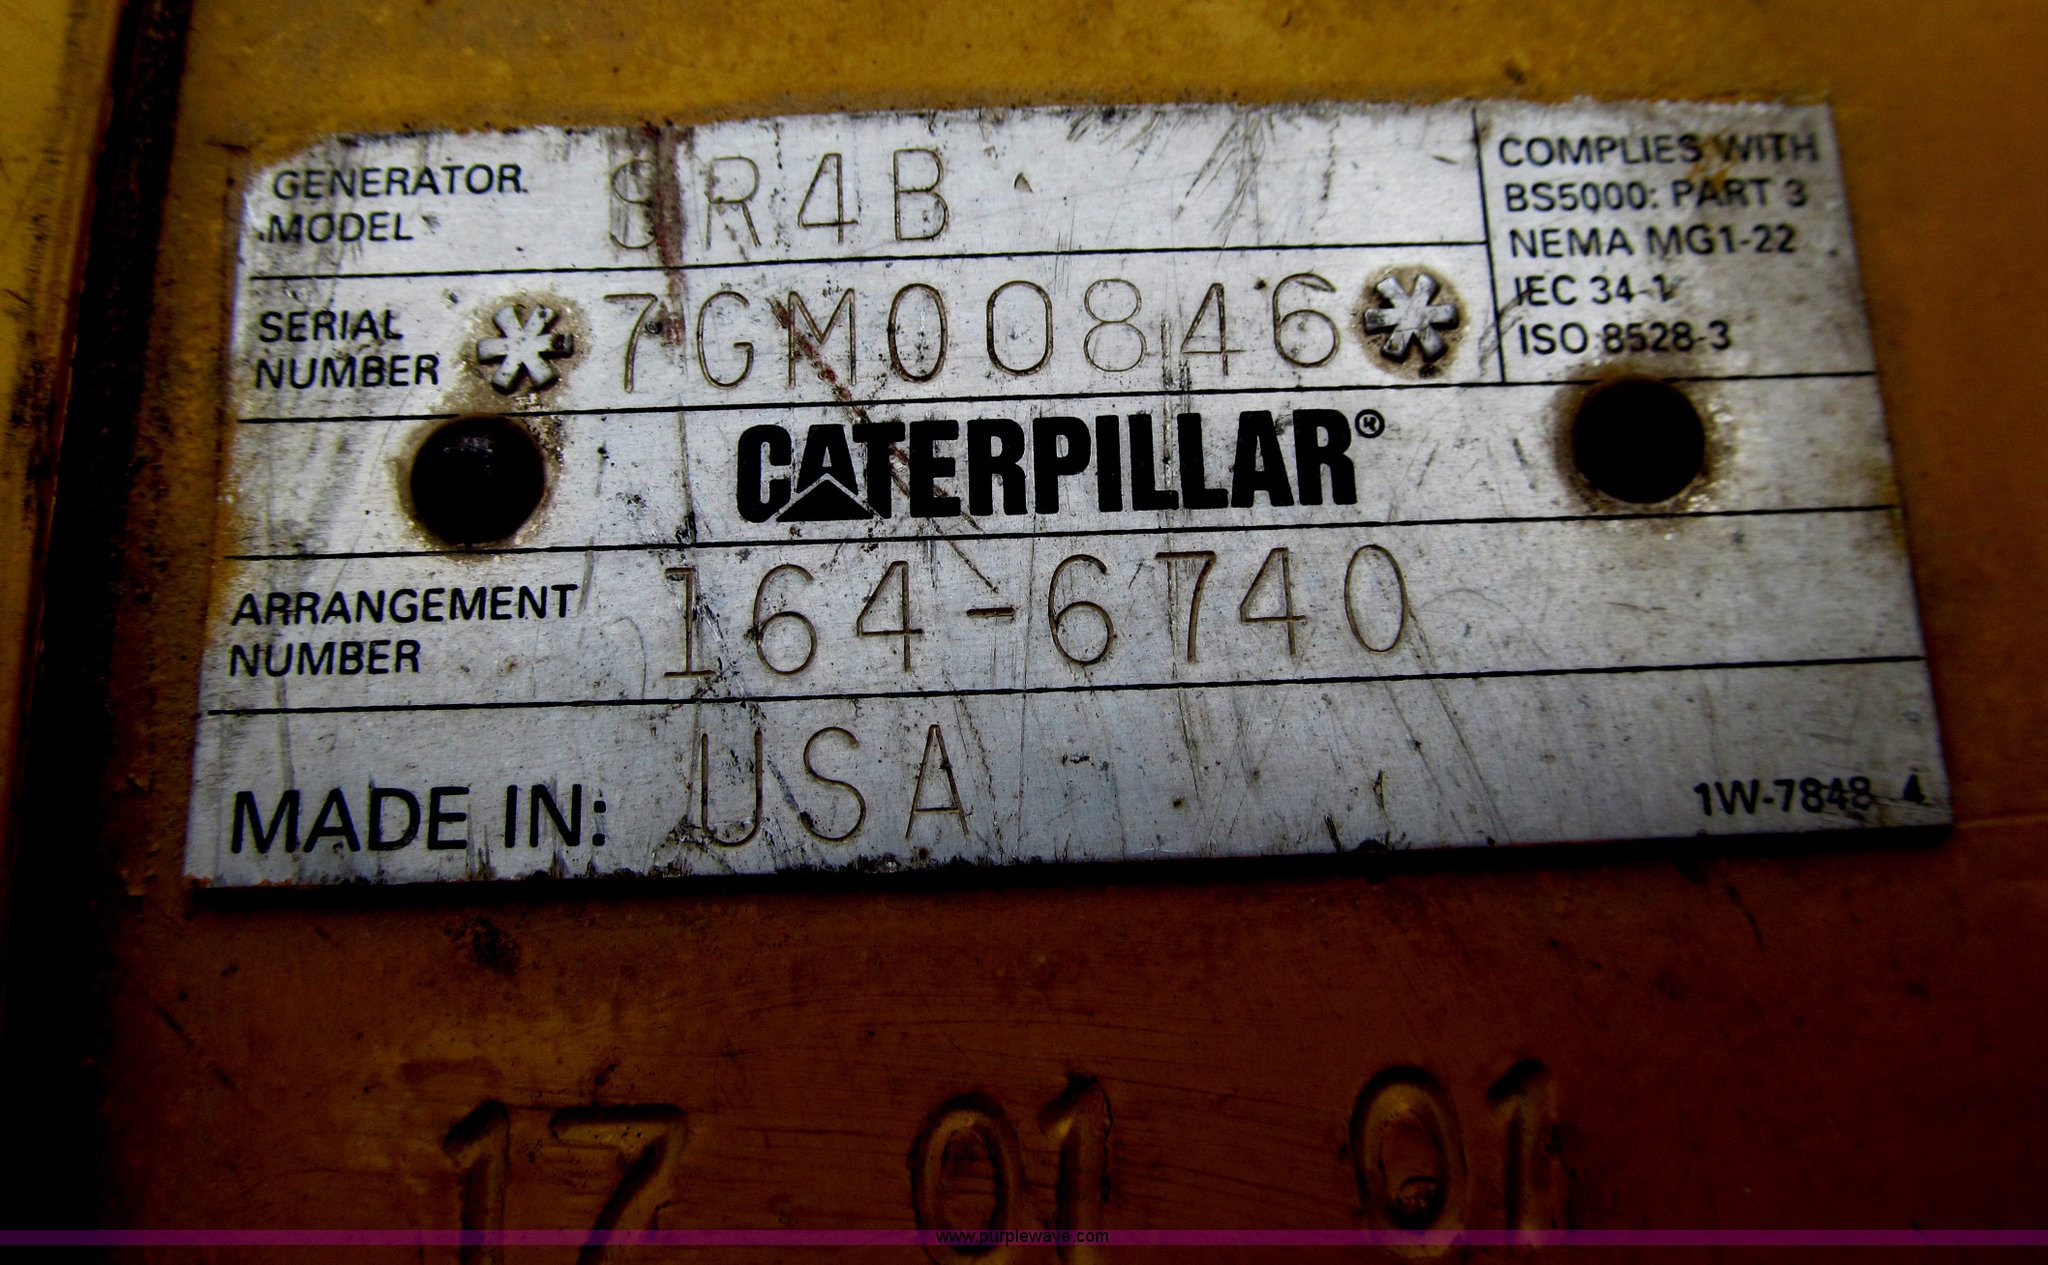 GENERATOR
MODEL
SR4B
COMPLIES WITH
BS5000: PART 3
NEMA MG1-22
IEC 34-1
ISO 8528-3
SERIAL
NUMBER
*7GM00846*
CATERPILLAR®
ARRANGEMENT
NUMBER
164-6740
MADE IN: USA
1W-7848 4
17 01 01
www.purplewave.com